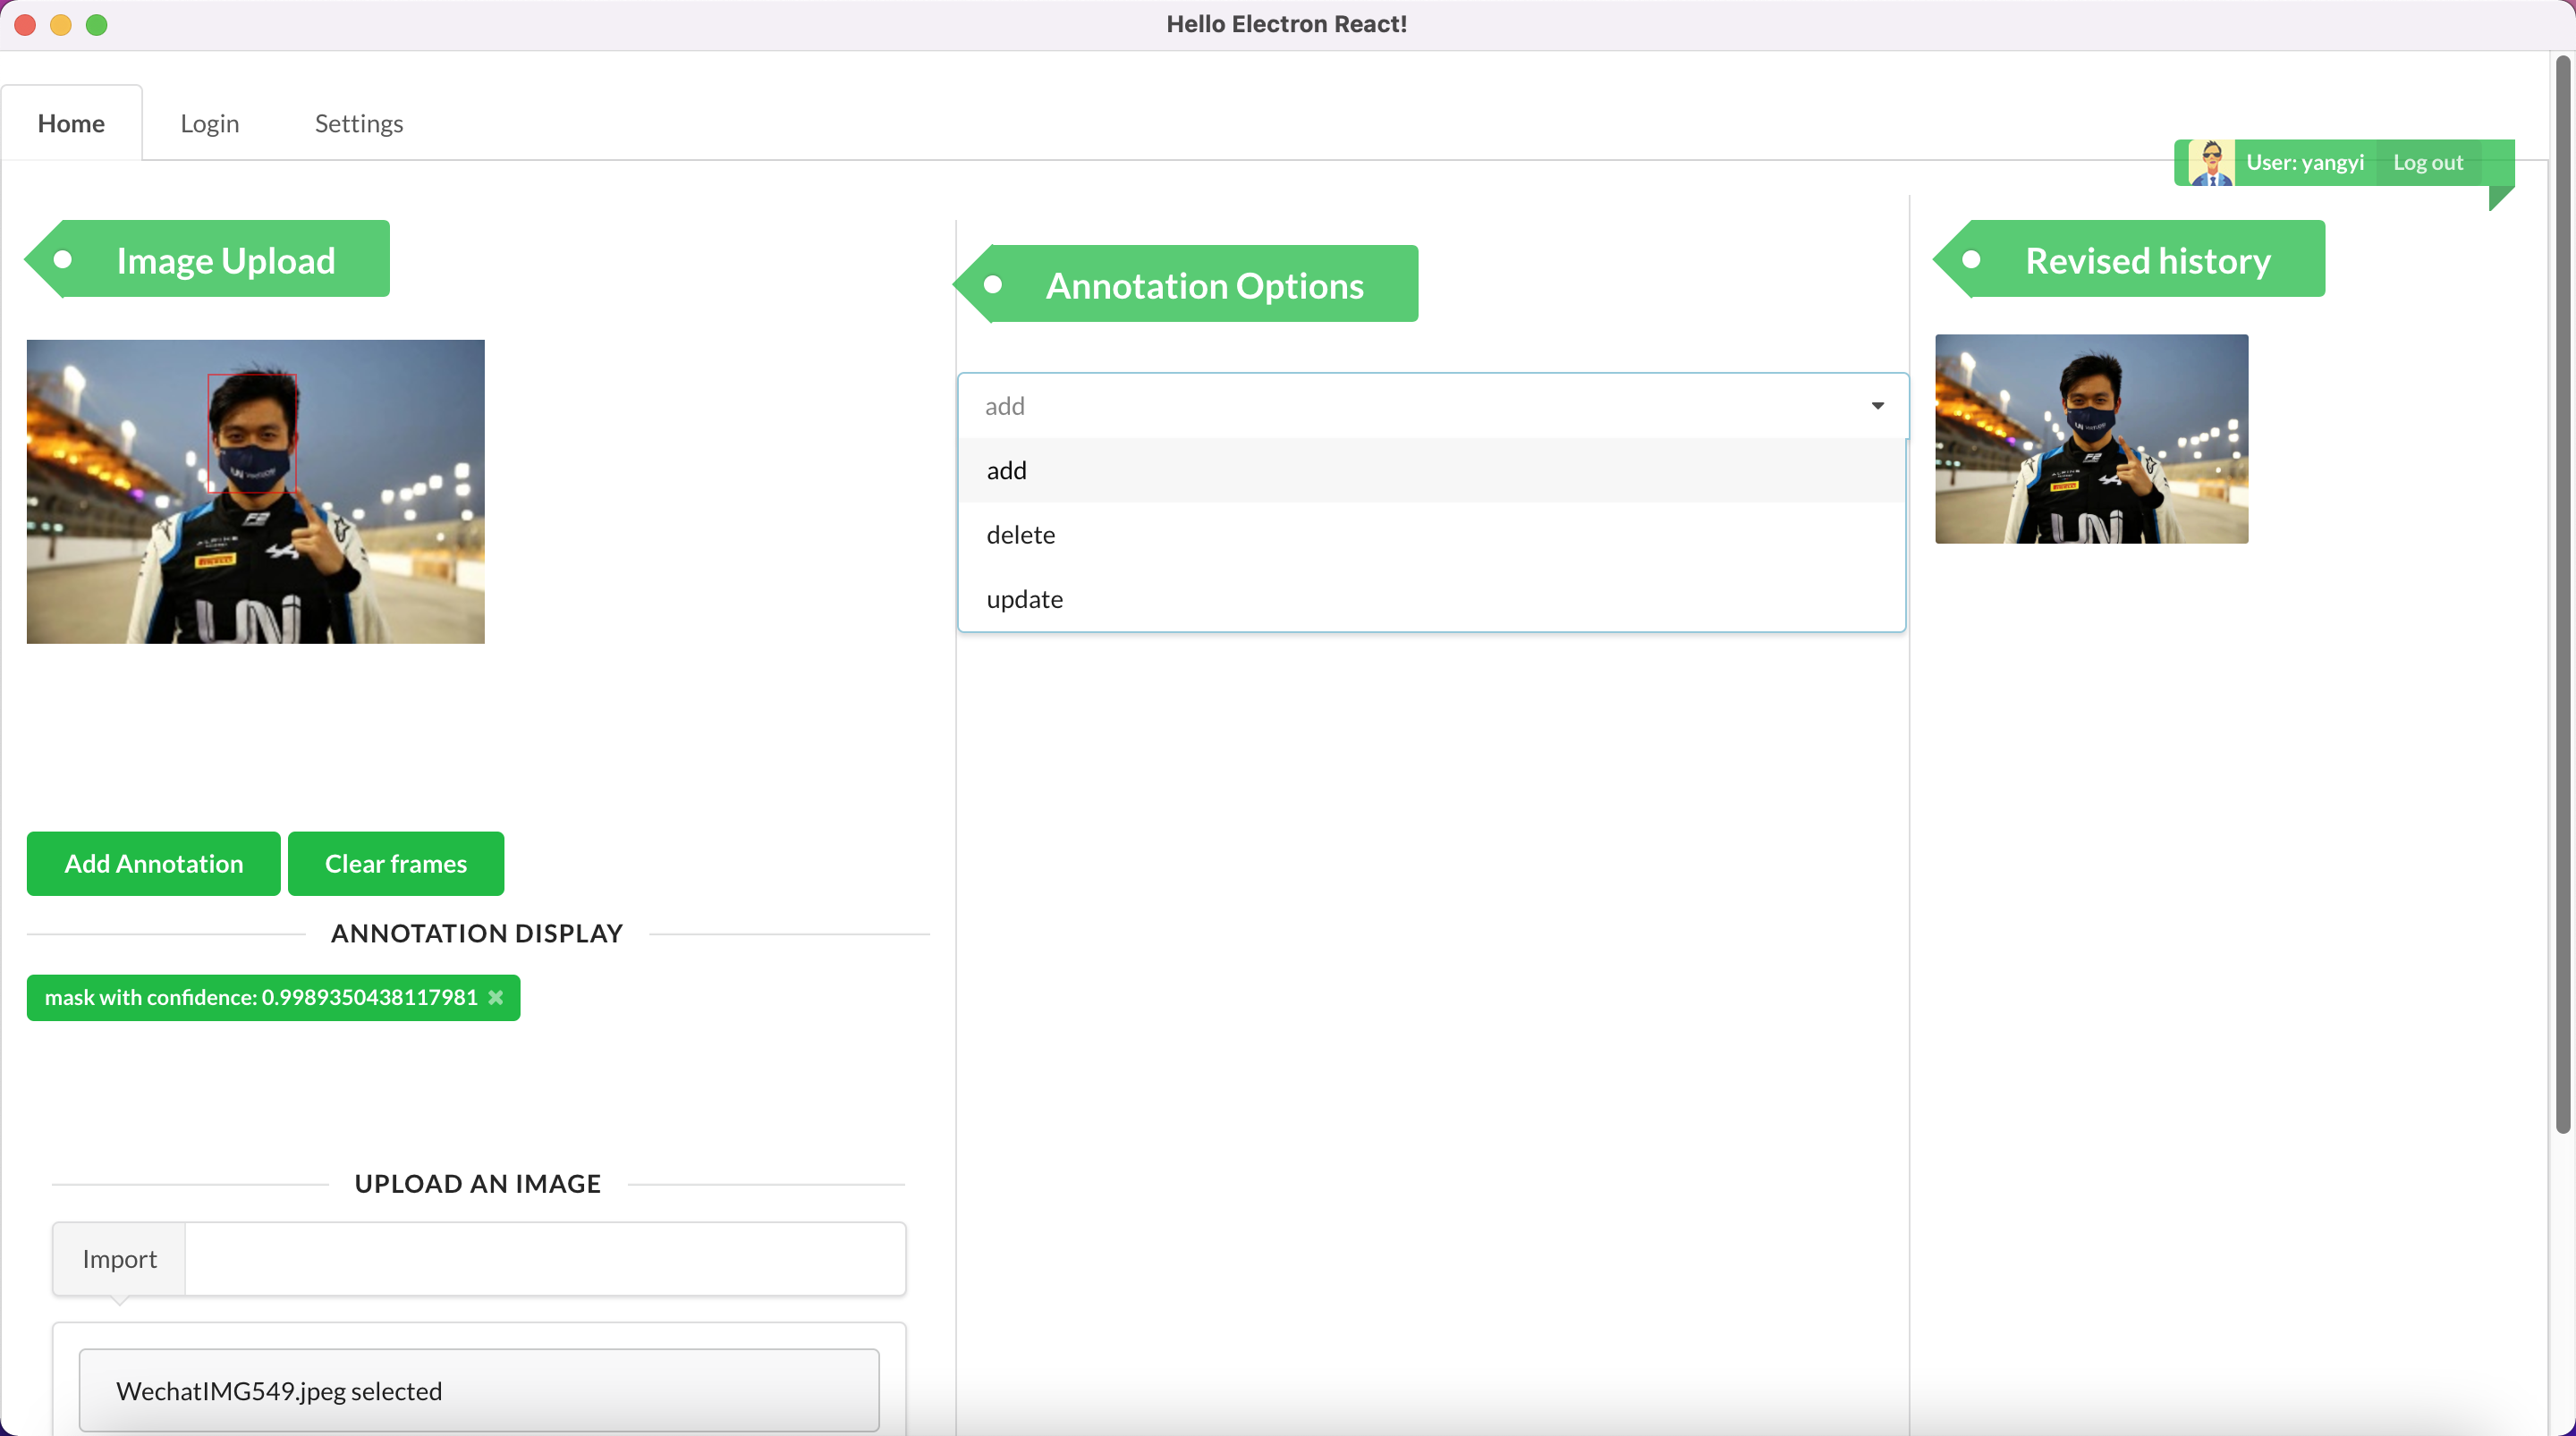 Hello Electron React!
Home
Login
Settings
User: yangyi
Log out
Image Upload
Annotation Options
Revised history
add
add
delete
update
Add Annotation
Clear frames
ANNOTATION DISPLAY
mask with confidence: 0.9989350438117981
UPLOAD AN IMAGE
Import
WechatIMG549.jpeg selected